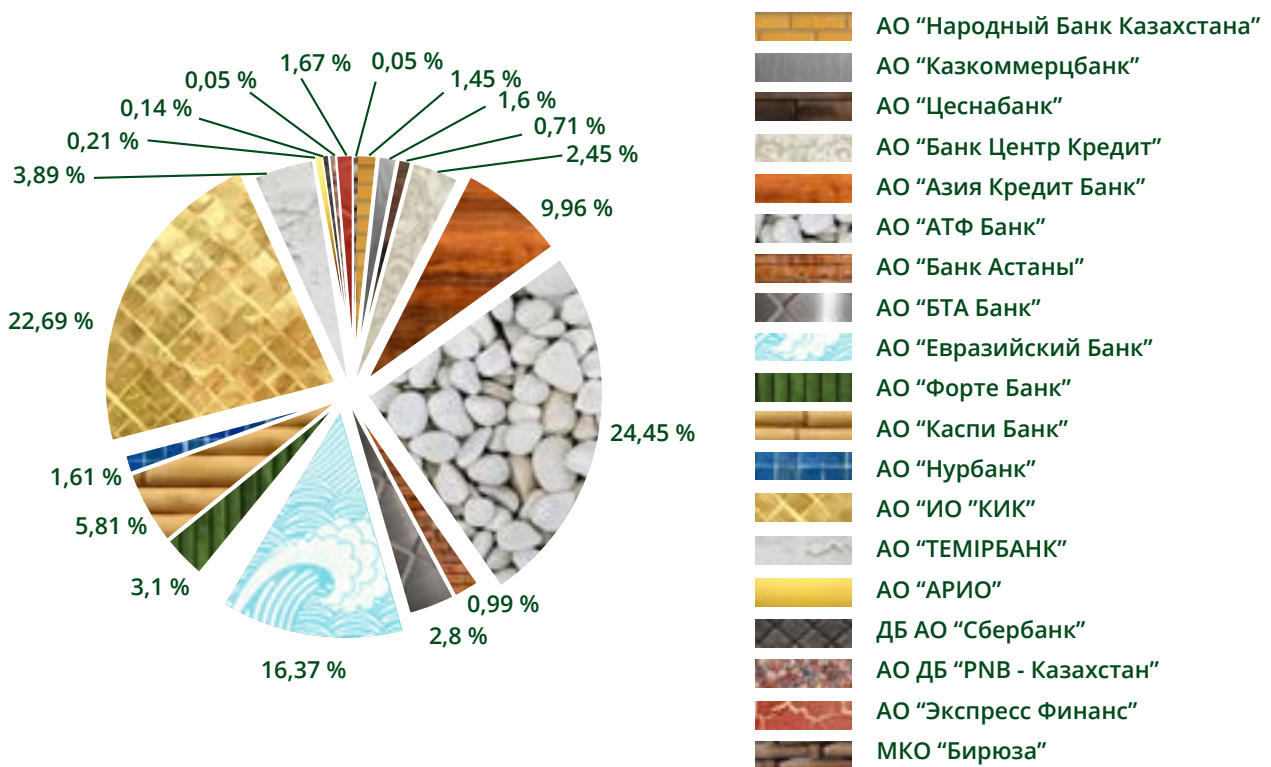 1,67 %
0,05 %
0,05 %
1,45 %
0,14 %
1,6 %
0,21 %
0,71 %
3,89 %
2,45 %
9,96 %
22,69 %
24,45 %
1,61 %
5,81 %
3,1 %
0,99 %
2,8 %
16,37 %
АО “Народный Банк Казахстана”
АО “Казкоммерцбанк”
АО “Цеснабанк”
АО “Банк Центр Кредит”
АО “Азия Кредит Банк”
АО “АТФ Банк”
АО “Банк Астаны”
АО “БТА Банк”
АО “Евразийский Банк”
АО “Форте Банк”
АО “Каспи Банк”
АО “Нурбанк”
АО “ИО ”КИК”
АО “ТЕМІРБАНК”
АО “АРИО”
ДБ АО “Сбербанк”
АО ДБ “PNB - Казахстан”
АО “Экспресс Финанс”
МКО “Бирюза”